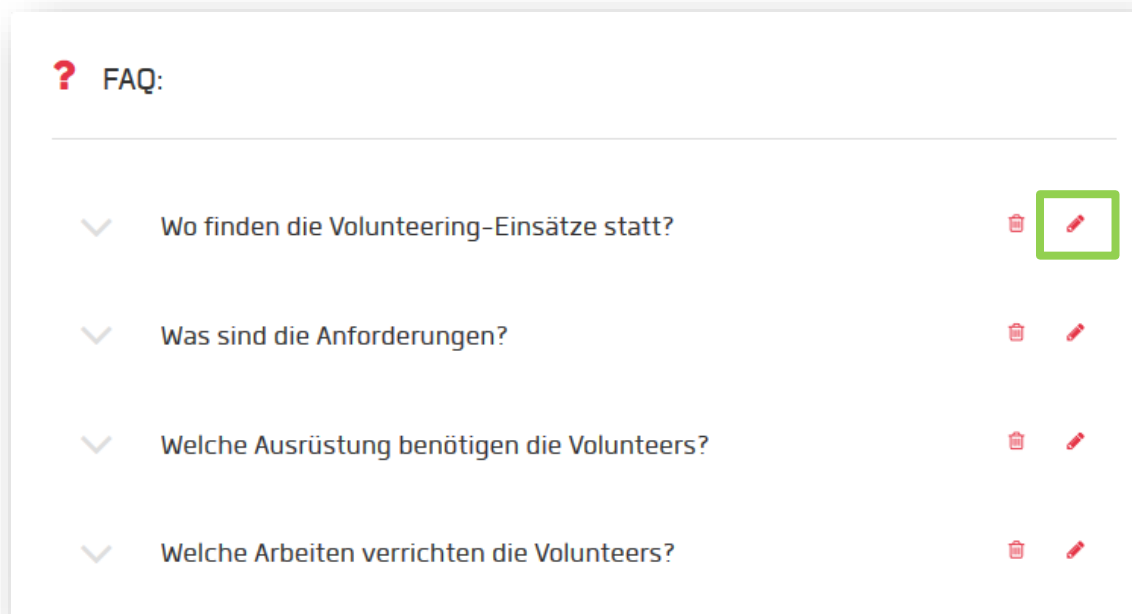 ? FAQ:
Wo finden die Volunteering-Einsätze statt?
Was sind die Anforderungen?
Welche Ausrüstung benötigen die Volunteers?
Welche Arbeiten verrichten die Volunteers?